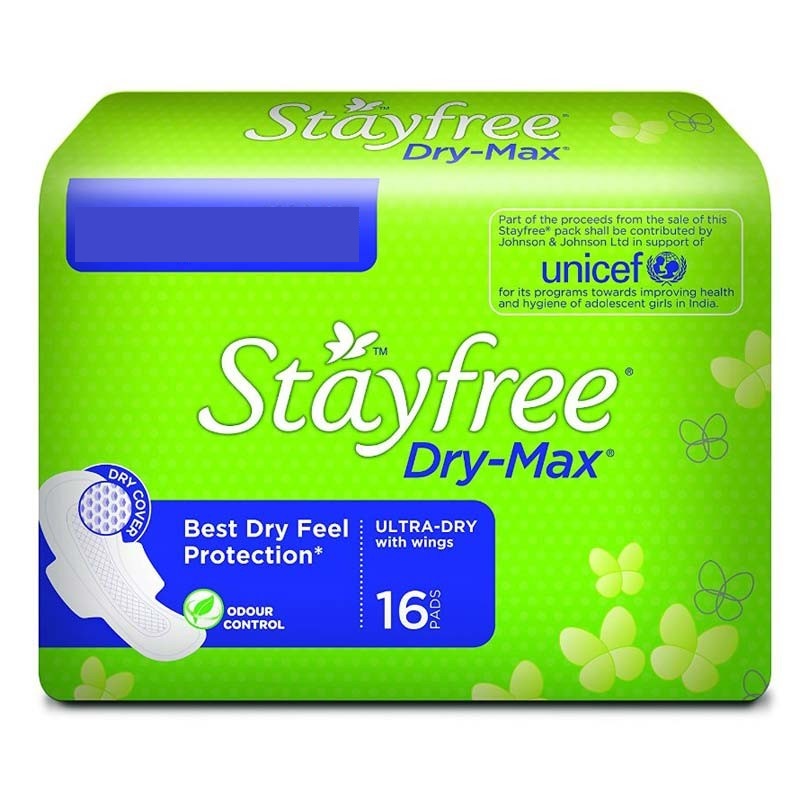 Stayfree™
Dry-Max®
Part of the proceeds from the sale of this
Stayfree® pack shall be contributed by
Johnson & Johnson Ltd in support of
unicef
for its programs towards improving health
and hygiene of adolescent girls in India.
Stayfree™®
Dry-Max®
DRY COVER
Best Dry Feel
Protection*
ODOUR
CONTROL
ULTRA-DRY
with wings
16 PADS